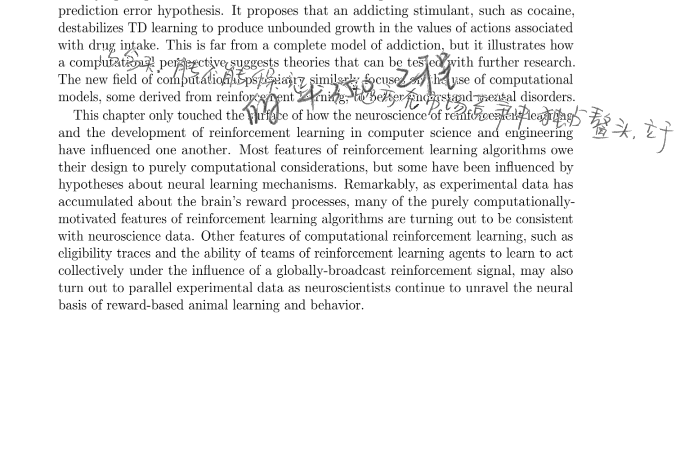 prediction error hypothesis. It proposes that an addicting stimulant, such as cocaine,
destabilizes TD learning to produce unbounded growth in the values of actions associated
with drug intake. This is far from a complete model of addiction, but it illustrates how
a computational perspective suggests theories that can be tested with further research.
The new field of computational psychiatry similarly focuses on the use of computational
models, some derived from reinforcement learning, to better understand mental disorders.
This chapter only touched the surface of how the neuroscience of reinforcement learning
争中独占鳌头,
and the development of reinforcement learning in computer science and engineering
have influenced one another. Most features of reinforcement learning algorithms owe
their design to purely computational considerations, but some have been influenced by
hypotheses about neural learning mechanisms. Remarkably, as experimental data has
accumulated about the brain's reward processes, many of the purely computationally-
motivated features of reinforcement learning algorithms are turning out to be consistent
with neuroscience data. Other features of computational reinforcement learning, such as
eligibility traces and the ability of teams of reinforcement learning agents to learn to act
collectively under the influence of a globally-broadcast reinforcement signal, may also
turn out to parallel experimental data as neuroscientists continue to unravel the neural
basis of reward-based animal learning and behavior.